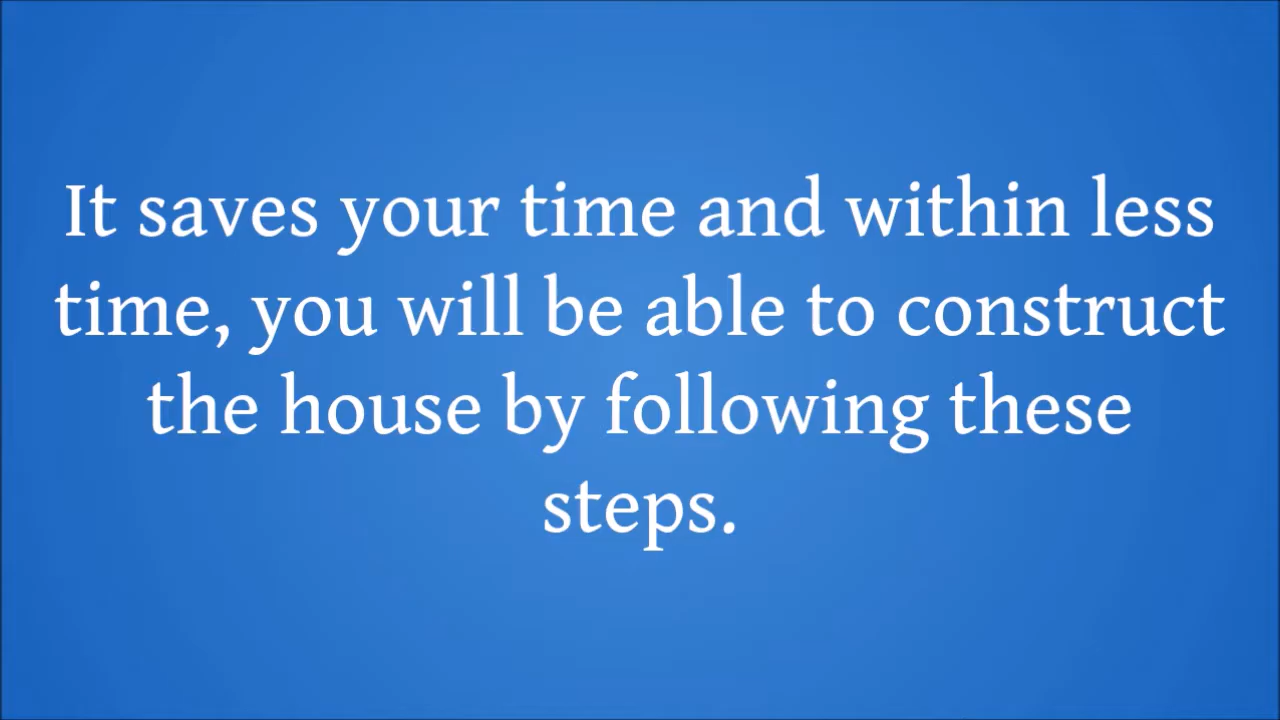 It saves your time and within less
time, you will be able to construct
the house by following these
steps.